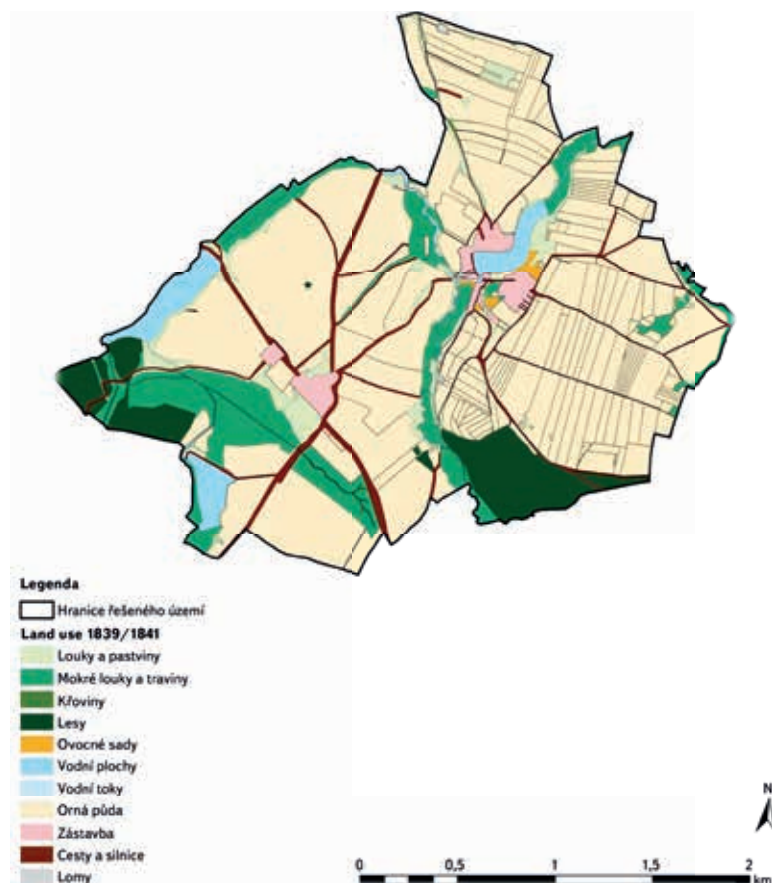 Legenda
Hranice řešeného území
Land use 1839/1841
Louky a pastviny
Mokré louky a traviny
Křoviny
Lesy
Ovocné sady
Vodní plochy
Vodní toky
Orná půda
Zástavba
Cesty a silnice
Lomy
N
0 0,5 1 1,5 2
km